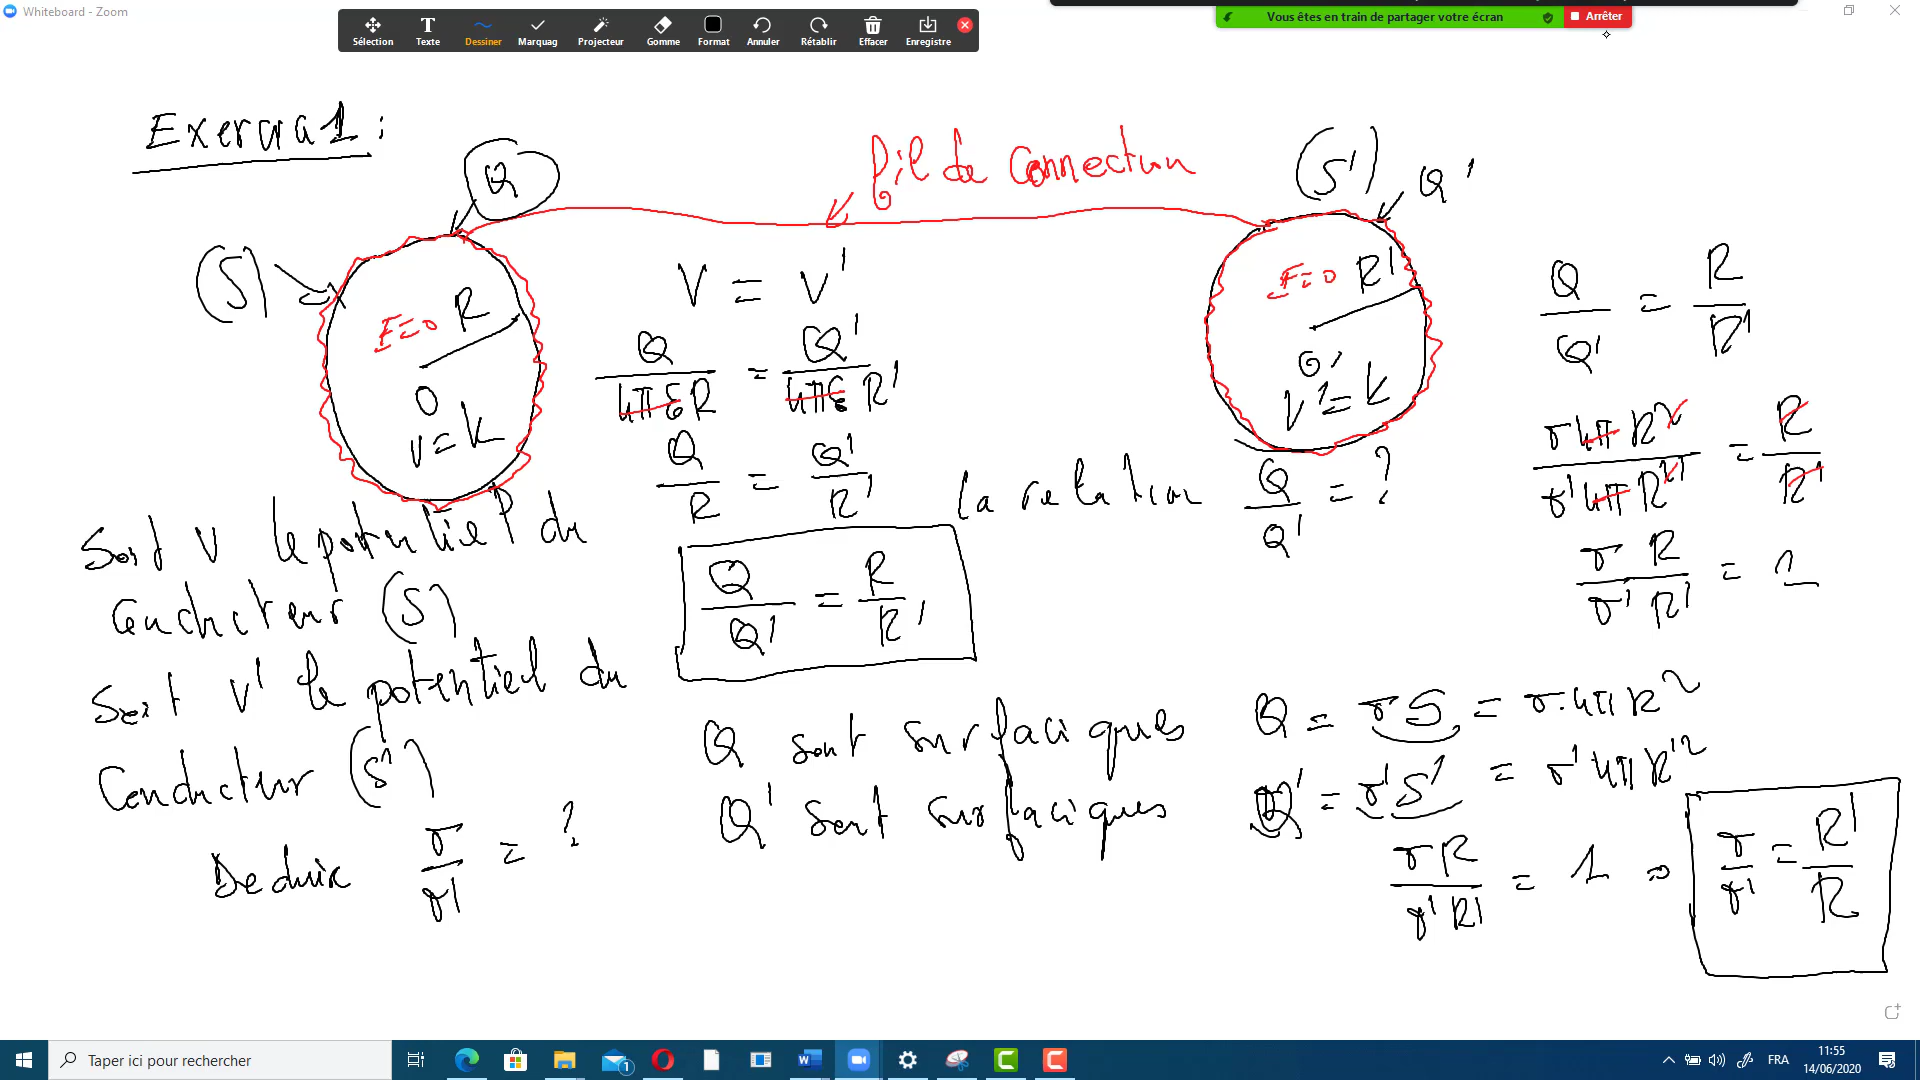 Whiteboard - Zoom
Sélection
Texte
Dessiner
Marquag
Projecteur
Gomme
Format
Annuler
Rétablir
Effacer
Enregistre
Vous êtes en train de partager votre écran
Arrêter
Exercice 1 :
Q
fil de connection
(S')
Q'
(S)
E=0 R
O
V=k
V = V'
Q/4πεR = Q'/4πεR'
Q/R = Q'/R'
Q/Q' = R/R'
E=0 R'
O'
V'=k
la relation Q/Q' = ?
Q/Q' = R/R'
σ4πR²/σ'4πR'² = R/R'
σR/σ'R' = 1
Soit V le potentiel du
Conducteur (S)
Soit V' le potentiel du
Conducteur (S')
Deduire σ/σ' = ?
Q sont surfaciques
Q' sont surfaciques
Q = σS = σ.4πR²
Q' = σ'S' = σ'4πR'²
σR/σ'R' = 1 ⇒ σ/σ' = R'/R
Taper ici pour rechercher
1
FRA
11:55
14/06/2020